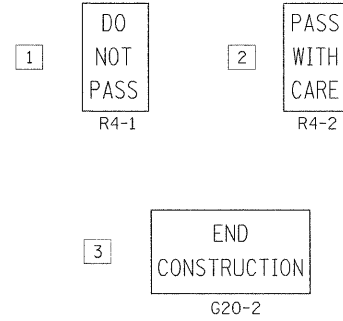 1
DO
NOT
PASS
R4-1
2
PASS
WITH
CARE
R4-2
3
END
CONSTRUCTION
G20-2